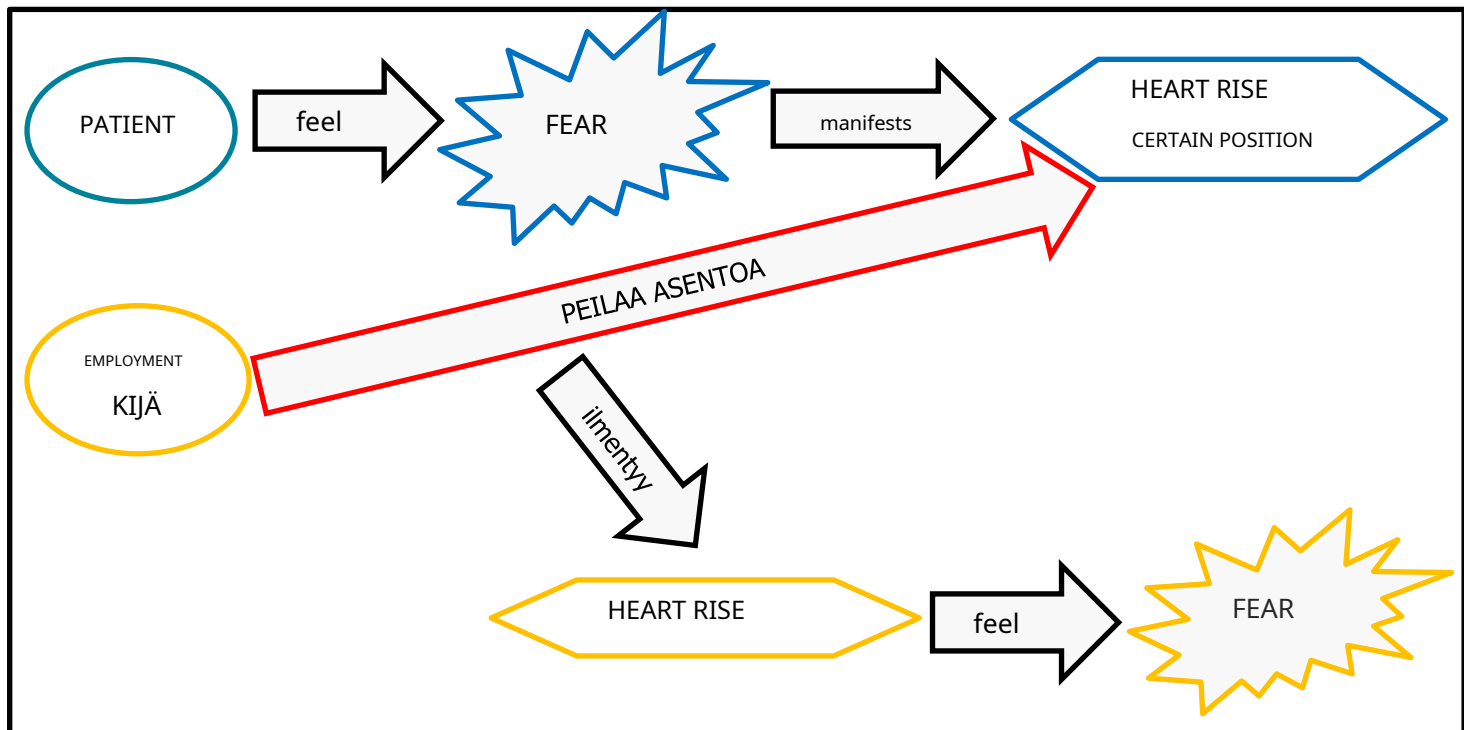 PATIENT
feel
FEAR
manifests
HEART RISE
CERTAIN POSITION
PEILAA ASENTOA
EMPLOYMENT
KIJÄ
ilmentyy
HEART RISE
feel
FEAR